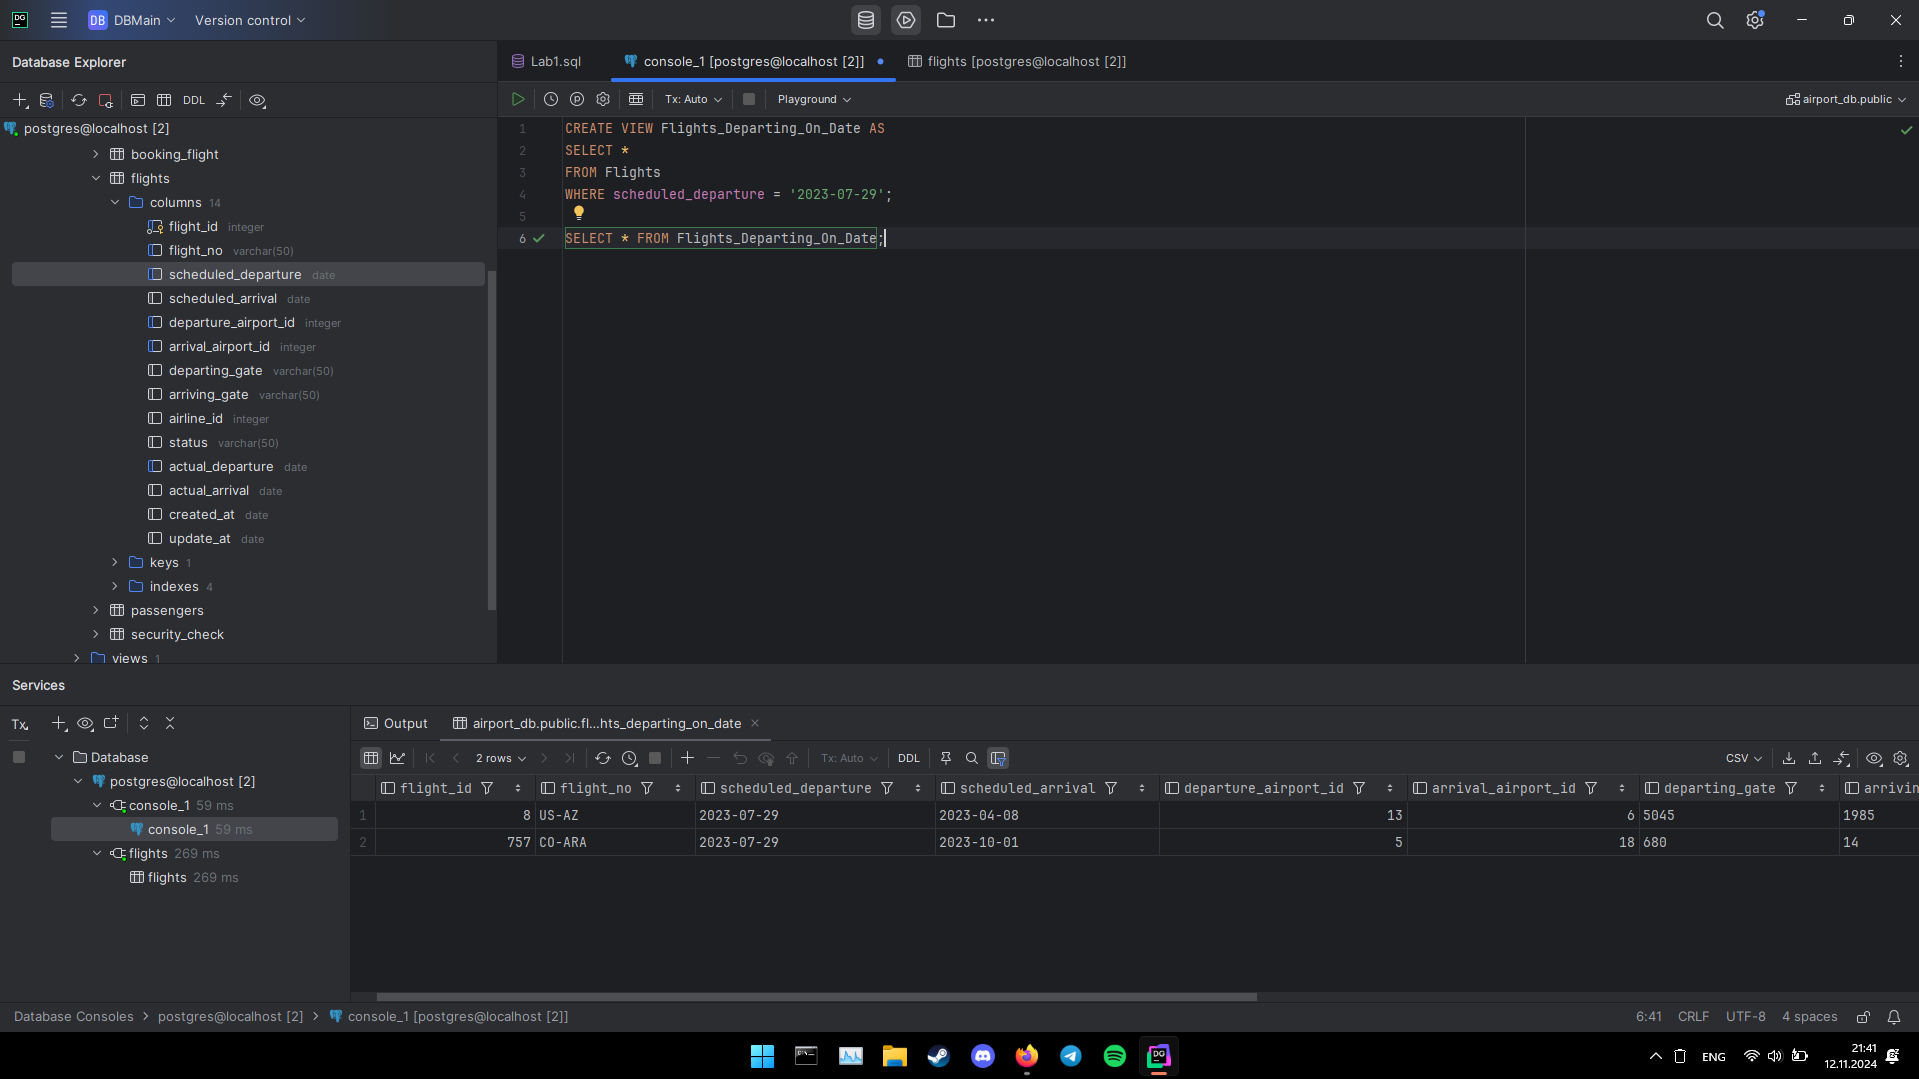 DG
DB DBMain Version control
Database Explorer
Lab1.sql
console_1 [postgres@localhost [2]]
flights [postgres@localhost [2]]
DDL
Tx: Auto
Playground
airport_db.public
postgres@localhost [2]
booking_flight
flights
columns 14
flight_id integer
flight_no varchar(50)
scheduled_departure date
scheduled_arrival date
departure_airport_id integer
arrival_airport_id integer
departing_gate varchar(50)
arriving_gate varchar(50)
airline_id integer
status varchar(50)
actual_departure date
actual_arrival date
created_at date
update_at date
keys 1
indexes 4
passengers
security_check
views 1
1 CREATE VIEW Flights_Departing_On_Date AS
2 SELECT *
3 FROM Flights
4 WHERE scheduled_departure = '2023-07-29';
5
6 SELECT * FROM Flights_Departing_On_Date;
Services
Tx
Database
postgres@localhost [2]
console_1 59 ms
console_1 59 ms
flights 269 ms
flights 269 ms
Output
airport_db.public.fl...hts_departing_on_date
2 rows
Tx: Auto
DDL
CSV
flight_id flight_no scheduled_departure scheduled_arrival departure_airport_id arrival_airport_id departing_gate arrivin
1 8 US-AZ 2023-07-29 2023-04-08 13 6 5045 1985
2 757 CO-ARA 2023-07-29 2023-10-01 5 18 680 14
Database Consoles > postgres@localhost [2] > console_1 [postgres@localhost [2]]
6:41 CRLF UTF-8 4 spaces
DG
ENG
21:41
12.11.2024